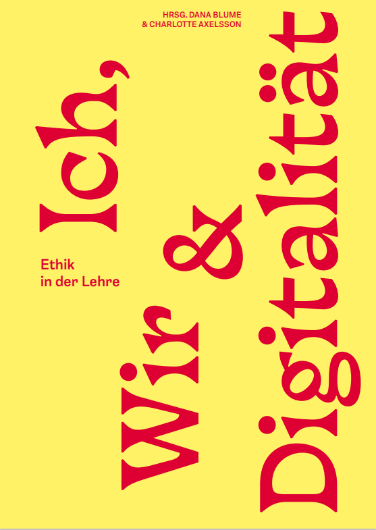 HRSG. DANA BLUME
& CHARLOTTE AXELSSON
Ich,
Wir &
Digitalität
Ethik
in der Lehre